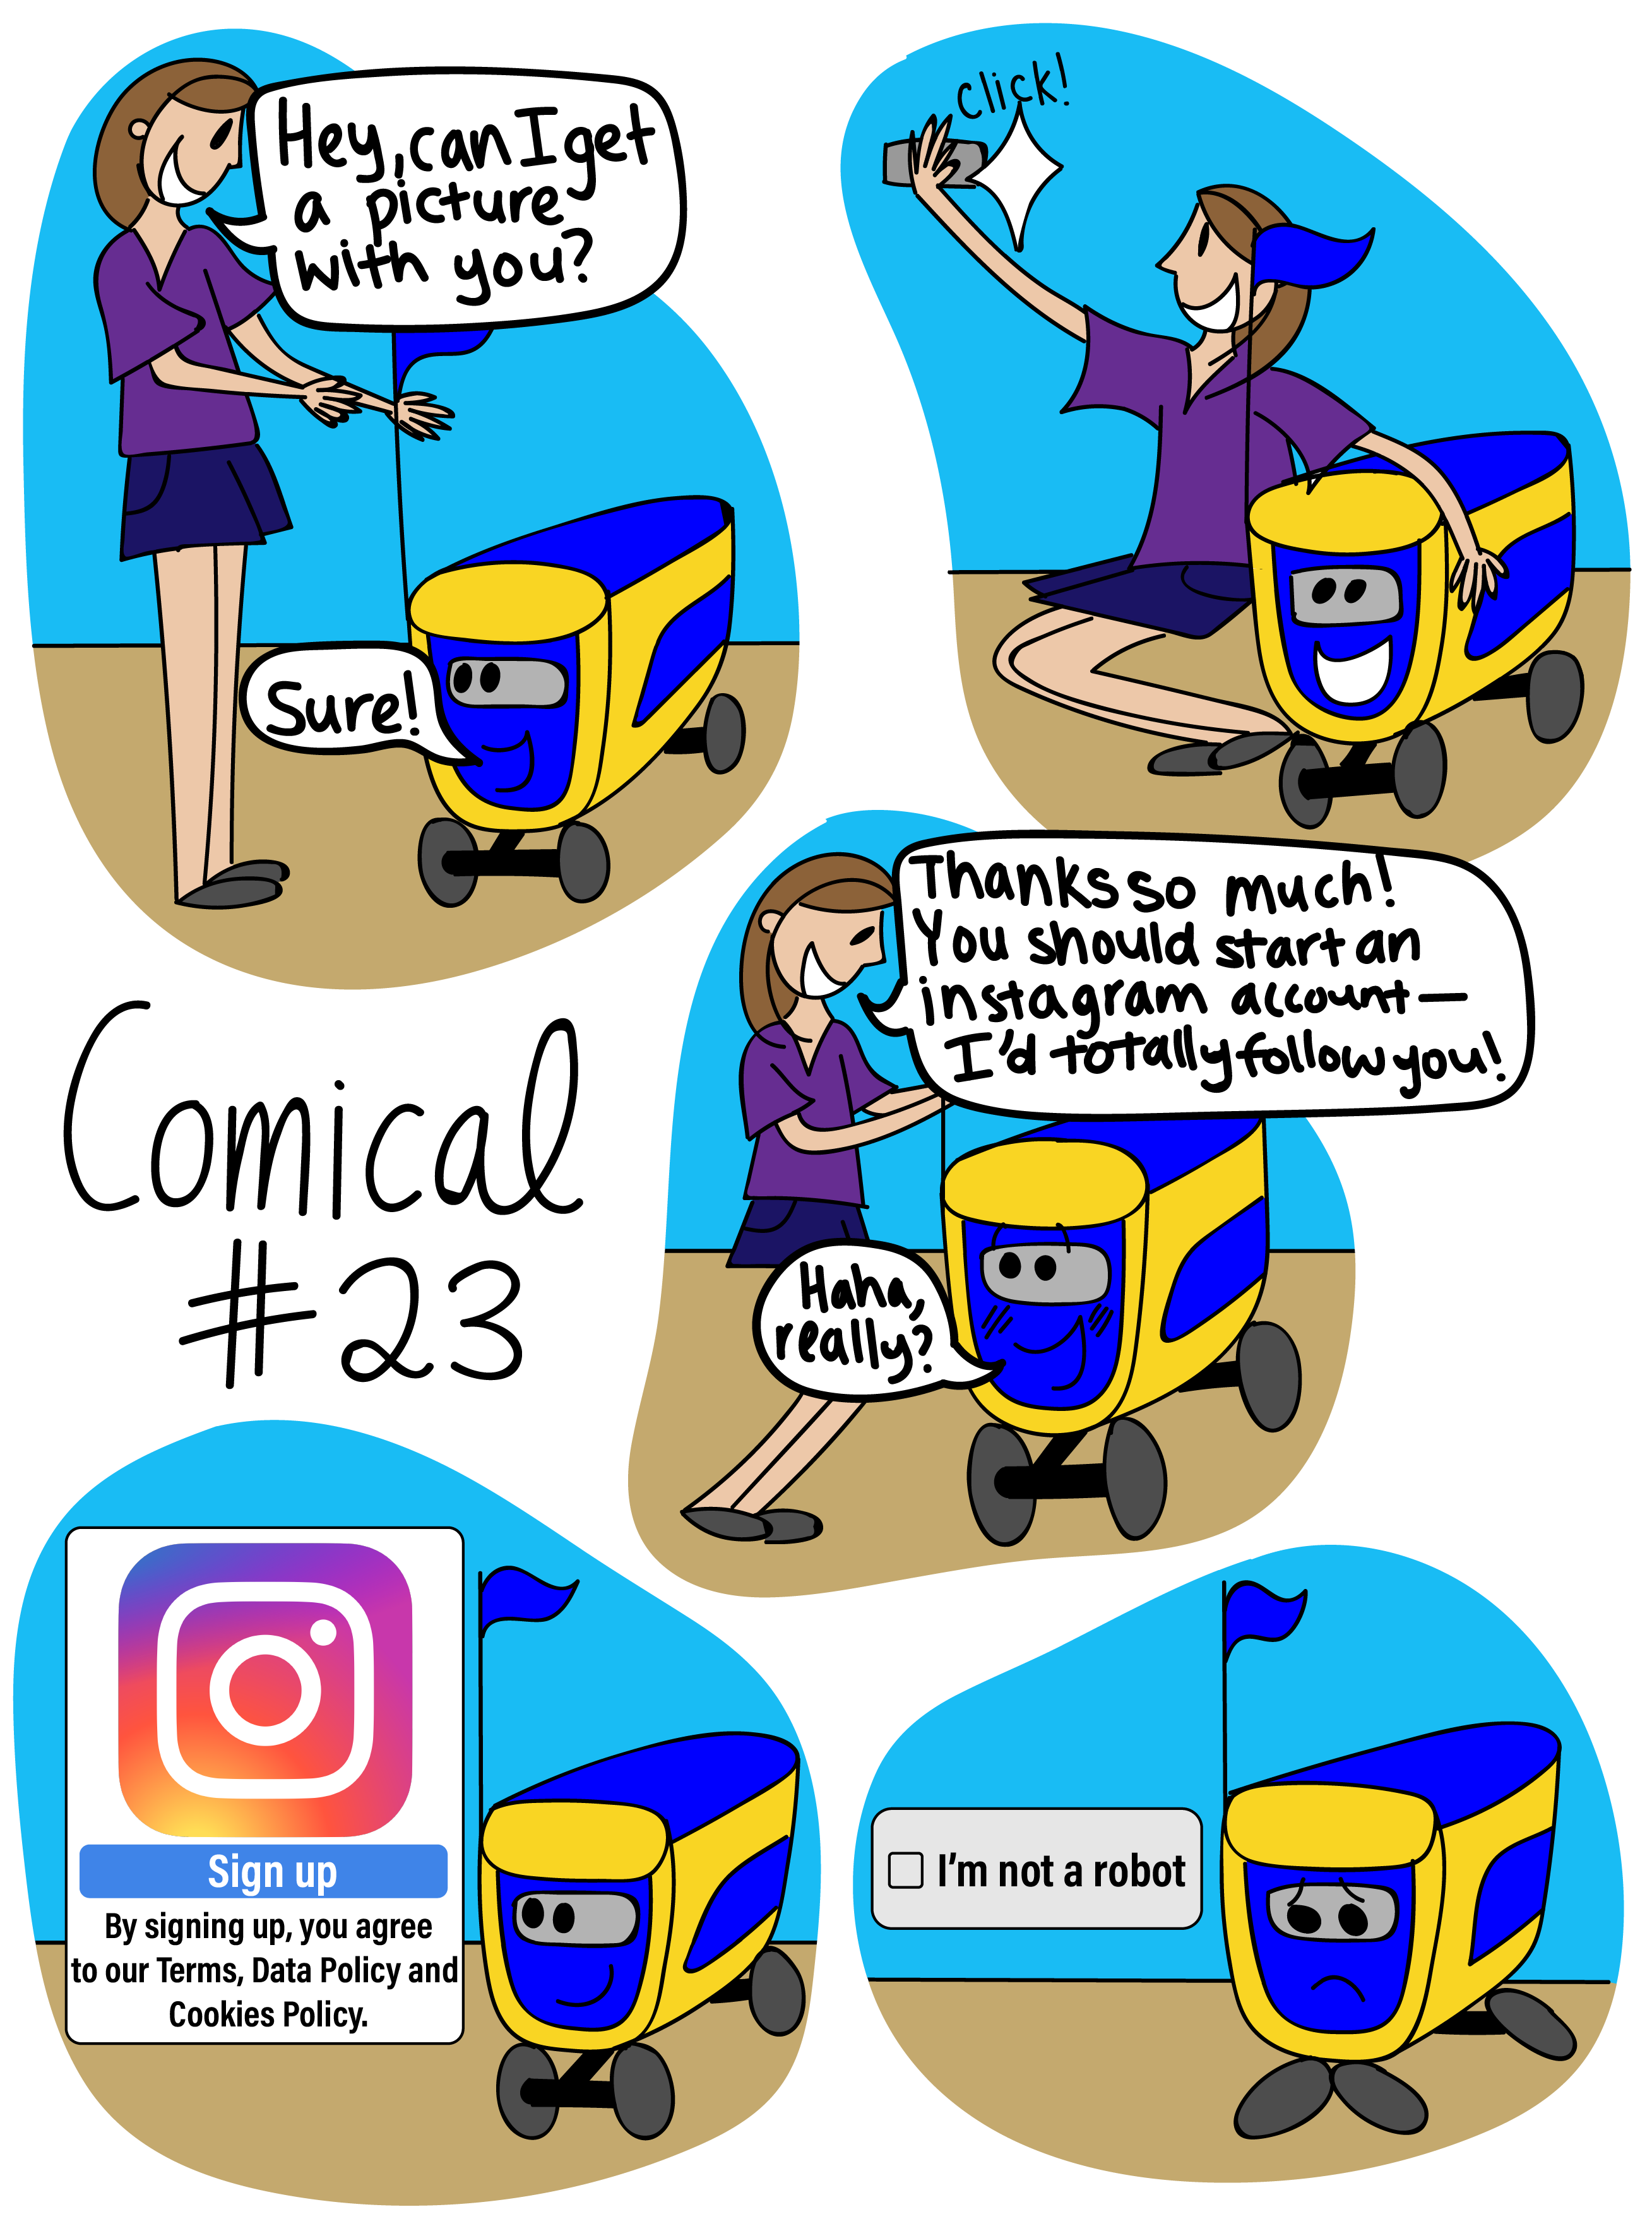 Hey, can I get
a picture
with you?
Sure!
click!
Thanks so much!
You should start an
instagram account—
I'd totally follow you!
Haha,
really?
Comical
#23
Sign up
By signing up, you agree
to our Terms, Data Policy and
Cookies Policy.
I'm not a robot